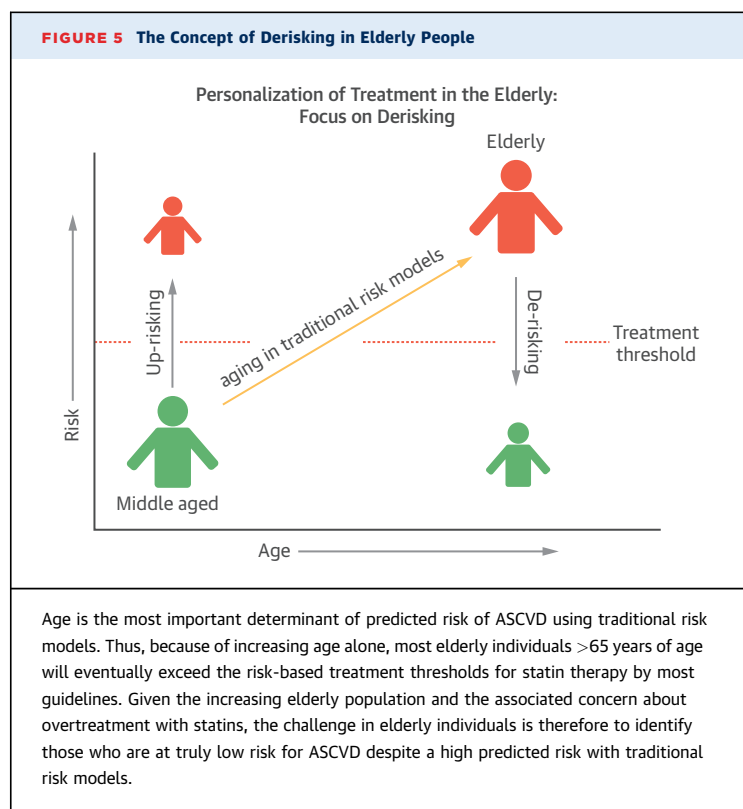 FIGURE 5 The Concept of Derisking in Elderly People
Personalization of Treatment in the Elderly:
Focus on Derisking
Elderly
Risk
Up-risking
aging in traditional risk models
De-risking
Treatment
threshold
Middle aged
Age
Age is the most important determinant of predicted risk of ASCVD using traditional risk
models. Thus, because of increasing age alone, most elderly individuals >65 years of age
will eventually exceed the risk-based treatment thresholds for statin therapy by most
guidelines. Given the increasing elderly population and the associated concern about
overtreatment with statins, the challenge in elderly individuals is therefore to identify
those who are at truly low risk for ASCVD despite a high predicted risk with traditional
risk models.